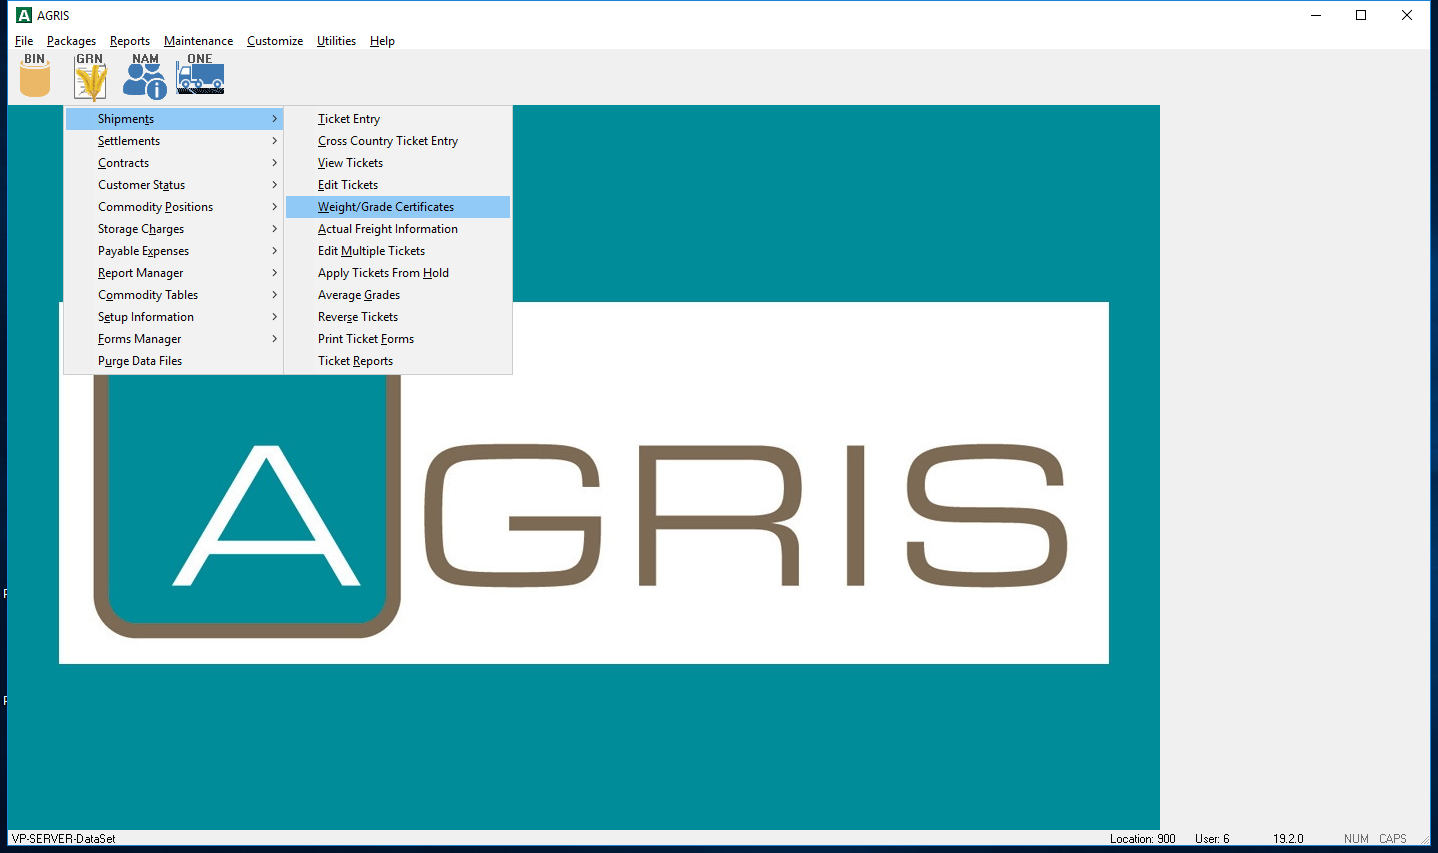 AGRIS
File Packages Reports Maintenance Customize Utilities Help
BIN GRN NAM ONE
Shipments
Settlements
Contracts
Customer Status
Commodity Positions
Storage Charges
Payable Expenses
Report Manager
Commodity Tables
Setup Information
Forms Manager
Purge Data Files
Ticket Entry
Cross Country Ticket Entry
View Tickets
Edit Tickets
Weight/Grade Certificates
Actual Freight Information
Edit Multiple Tickets
Apply Tickets From Hold
Average Grades
Reverse Tickets
Print Ticket Forms
Ticket Reports
AGRIS
VP-SERVER-DataSet Location: 900 User: 6 19.2.0 NUM CAPS